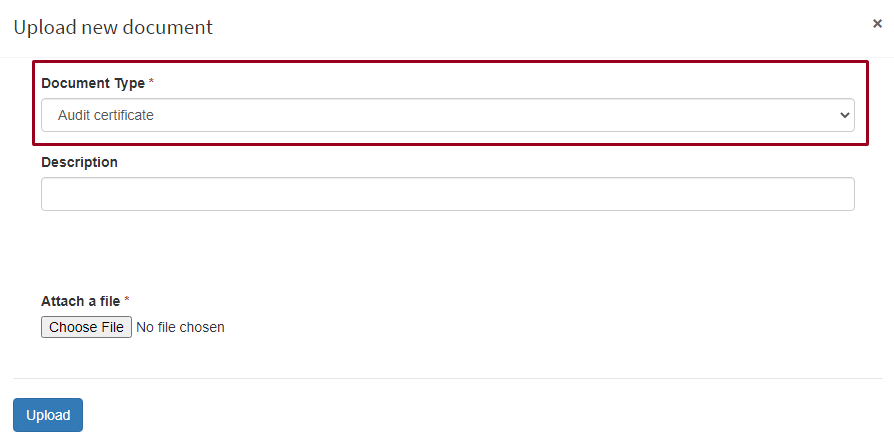 Upload new document
×
Document Type *
Audit certificate
Description
Attach a file *
Choose File No file chosen
Upload